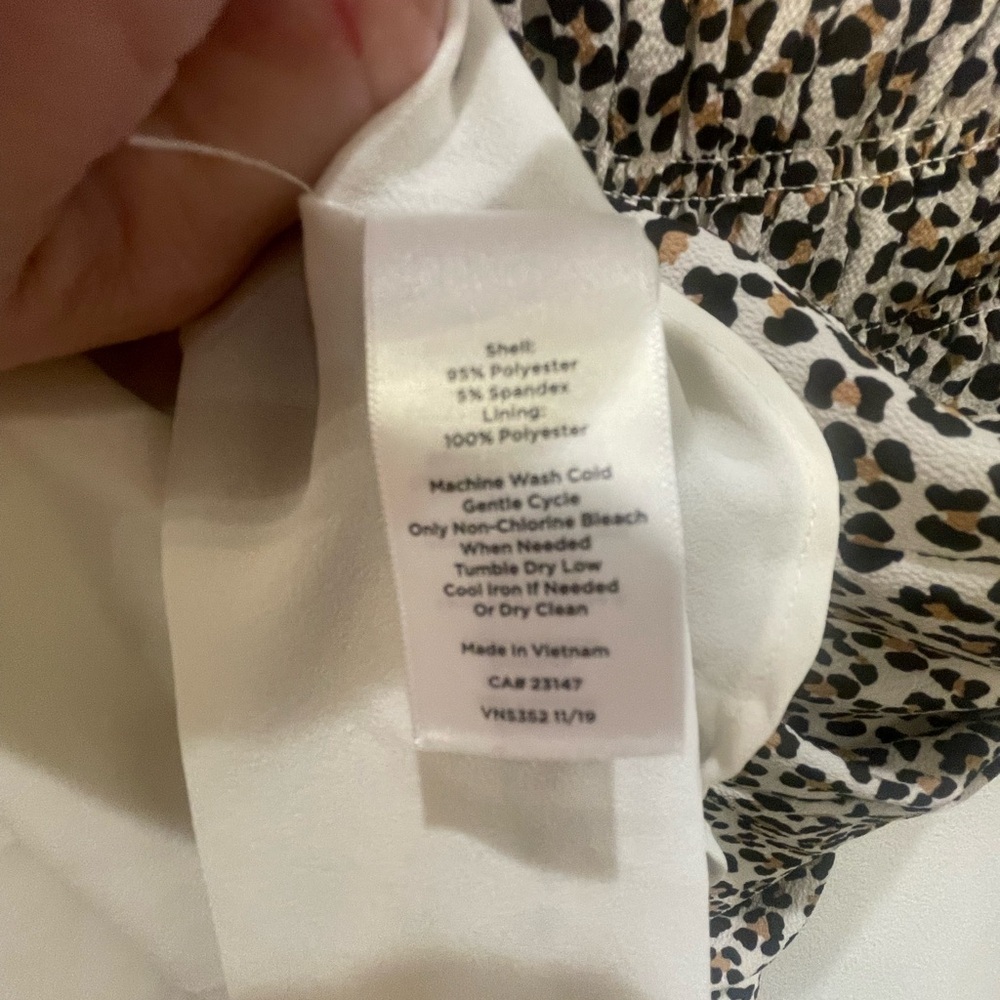 Shell:
95% Polyester
5% Spandex
Lining:
100% Polyester
Machine Wash Cold
Gentle Cycle
Only Non-Chlorine Bleach
When Needed
Tumble Dry Low
Cool Iron If Needed
Or Dry Clean
Made In Vietnam
CA# 23147
VN5352 11/19